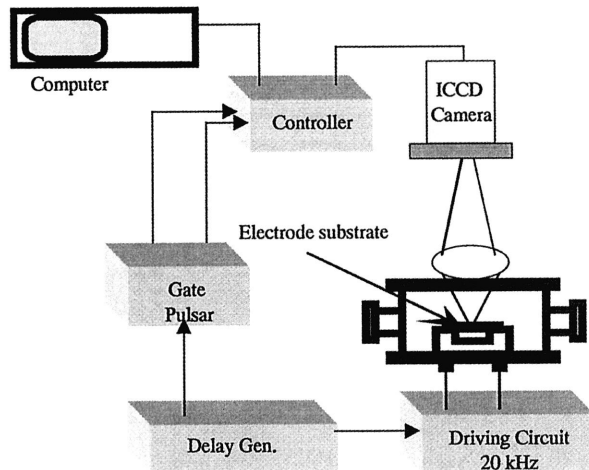 Computer
ICCD
Camera
Controller
Electrode substrate
Gate
Pulsar
Delay Gen.
Driving Circuit
20 kHz